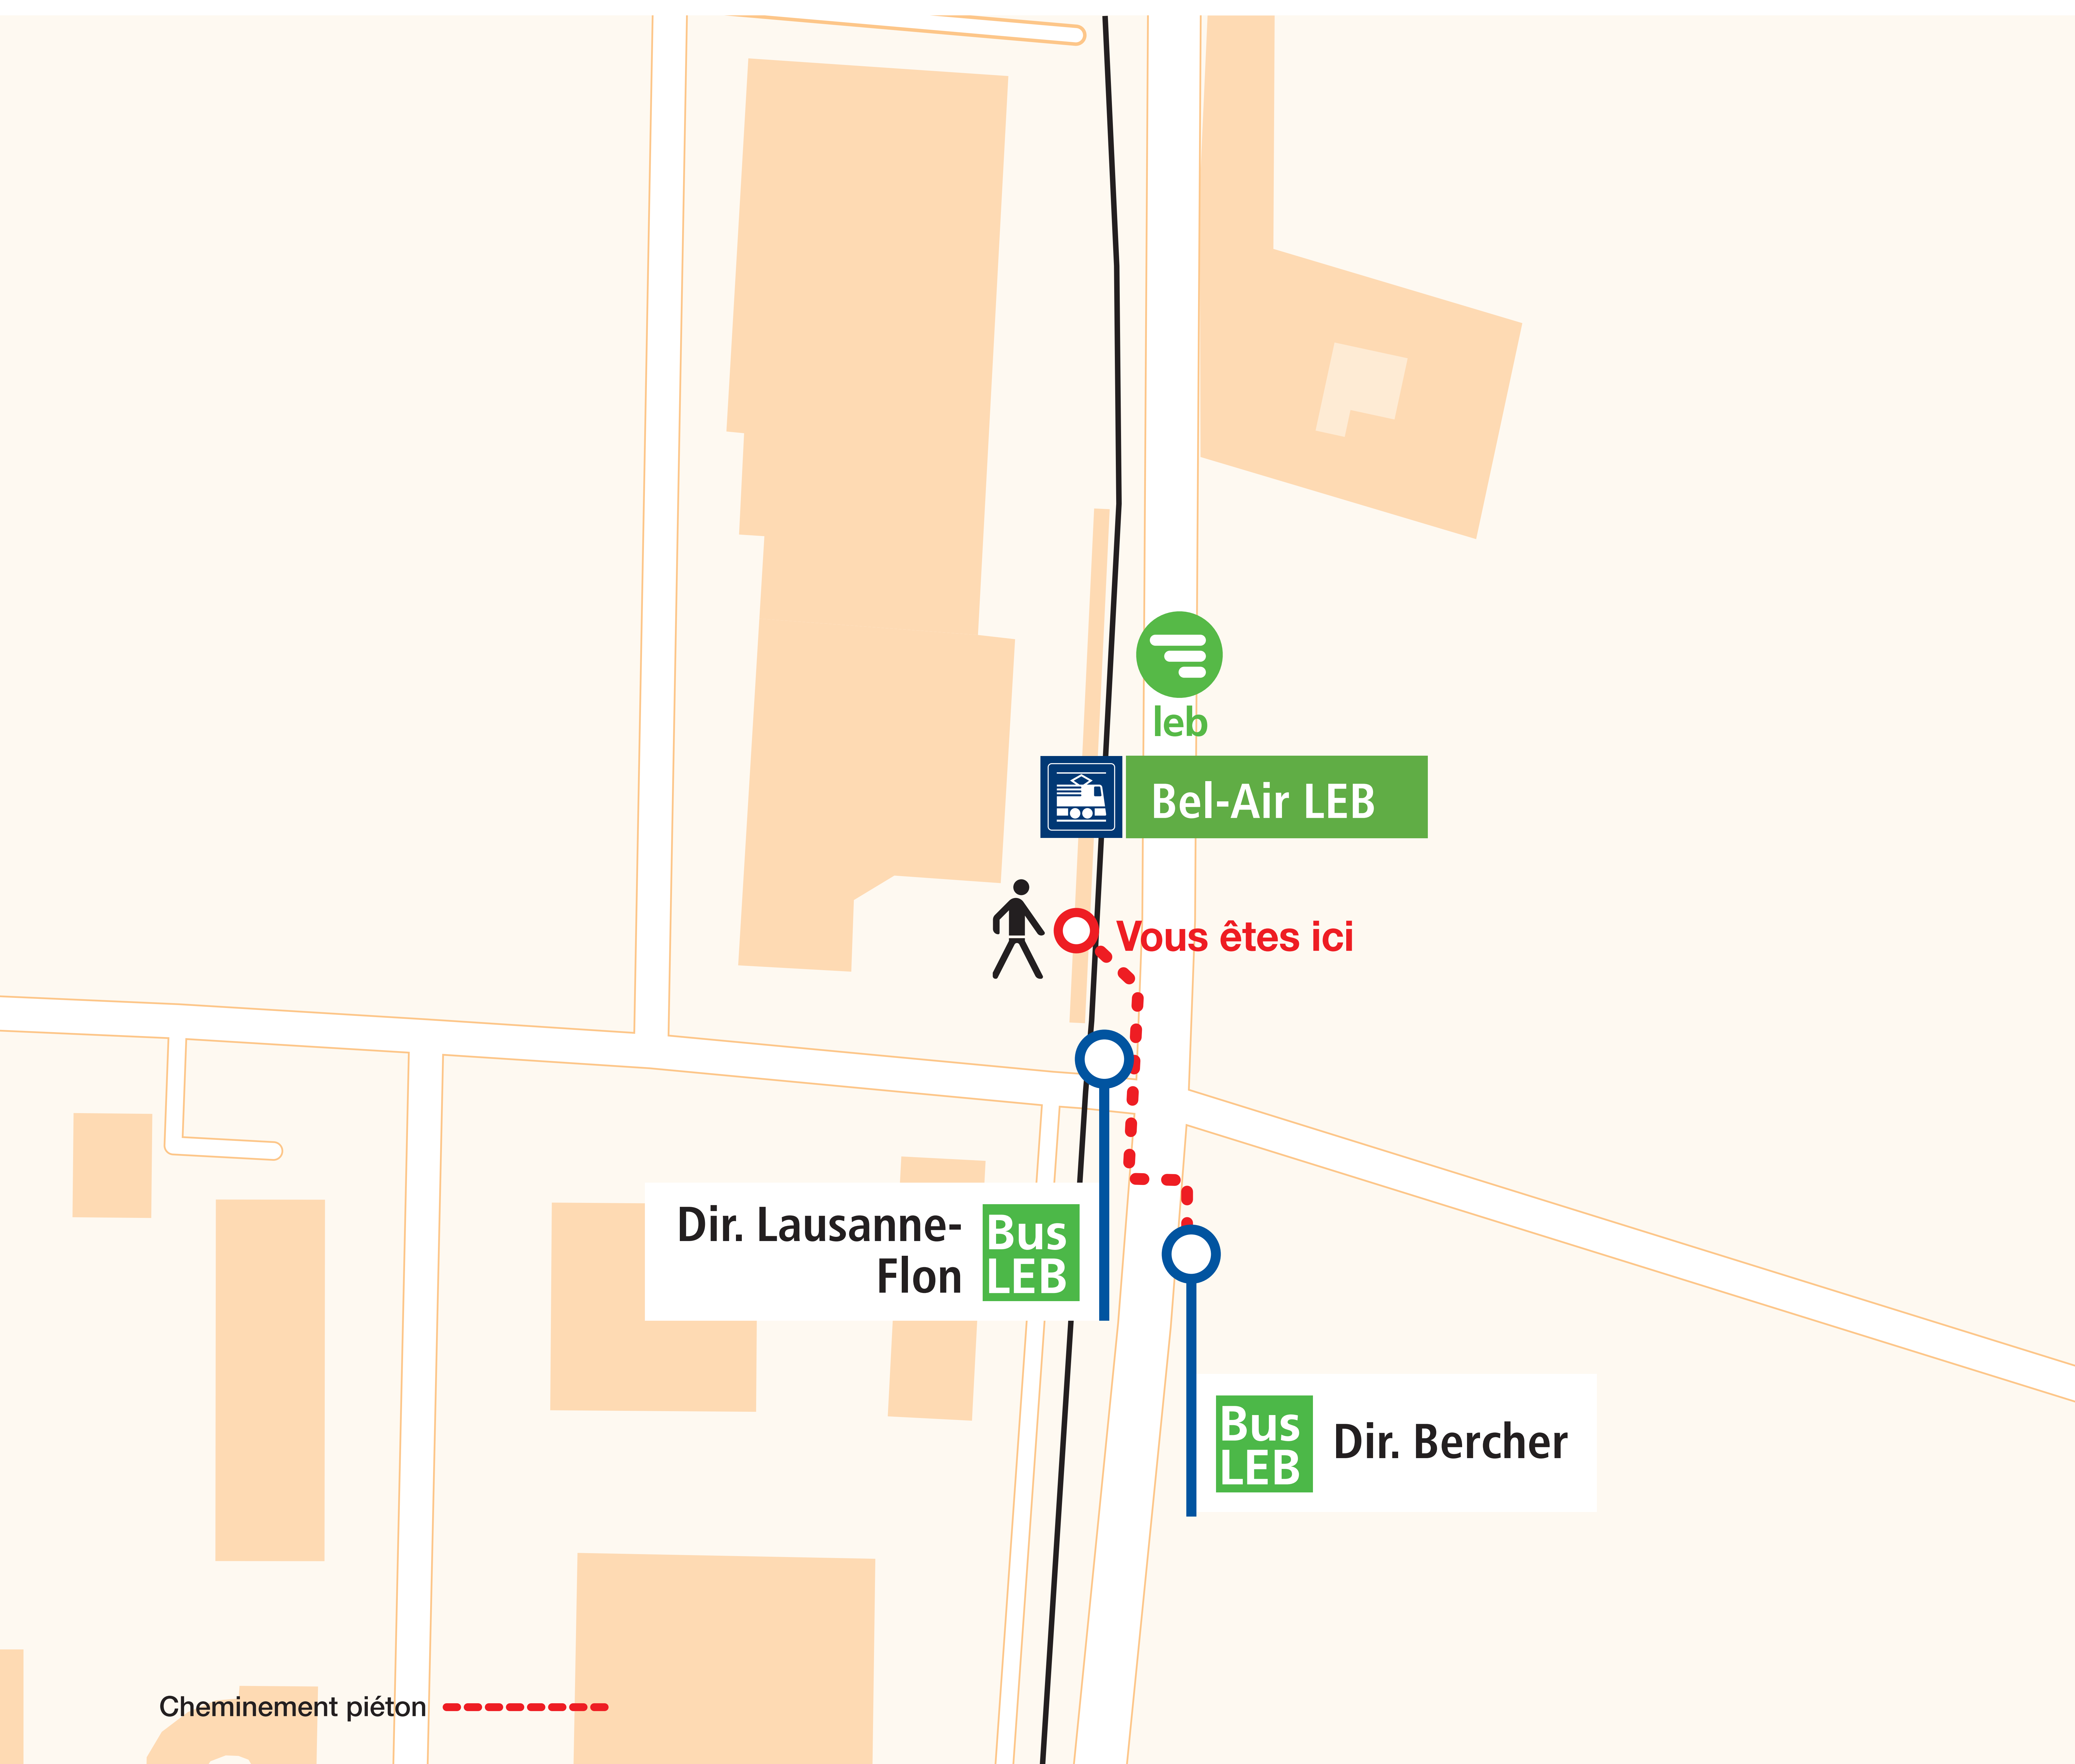 leb
Bel-Air LEB
Vous êtes ici
Dir. Lausanne-
Flon
Bus
LEB
Bus
LEB
Dir. Bercher
Cheminement piéton